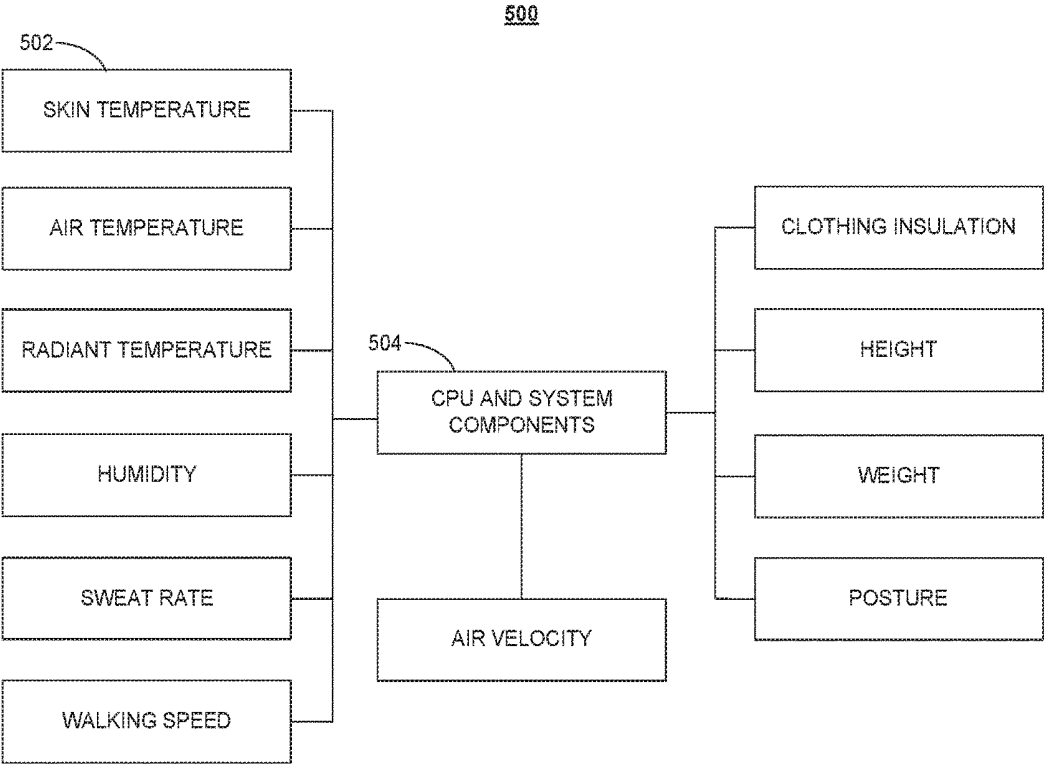 500
502
SKIN TEMPERATURE
AIR TEMPERATURE
RADIANT TEMPERATURE
HUMIDITY
SWEAT RATE
WALKING SPEED
504
CPU AND SYSTEM
COMPONENTS
AIR VELOCITY
CLOTHING INSULATION
HEIGHT
WEIGHT
POSTURE